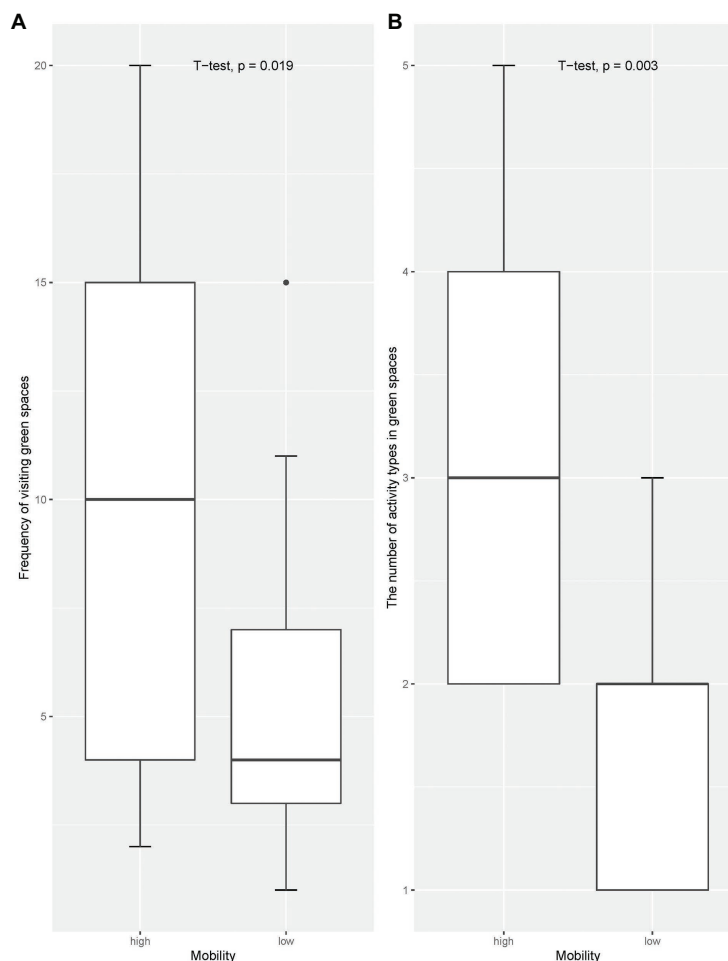 A
T-test, p = 0.019
Frequency of visiting green spaces
20
15
10
5
high
low
Mobility
B
T-test, p = 0.003
The number of activity types in green spaces
5
4
3
2
1
high
low
Mobility